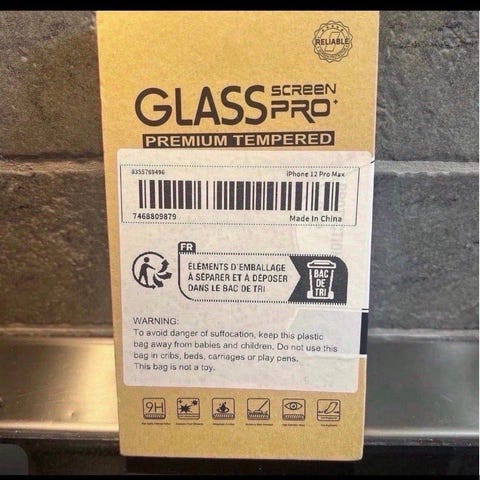 RELIABLE
GLASS SCREEN PRO+
PREMIUM TEMPERED
8355769496 iPhone 12 Pro Max
7468809879 Made In China
FR
ÉLÉMENTS D'EMBALLAGE
À SÉPARER ET À DÉPOSER
DANS LE BAC DE TRI
BAC
DE
TRI
WARNING:
To avoid danger of suffocation, keep this plastic
bag away from babies and children. Do not use this
bag in cribs, beds, carriages or play pens.
This bag is not a toy.
9H